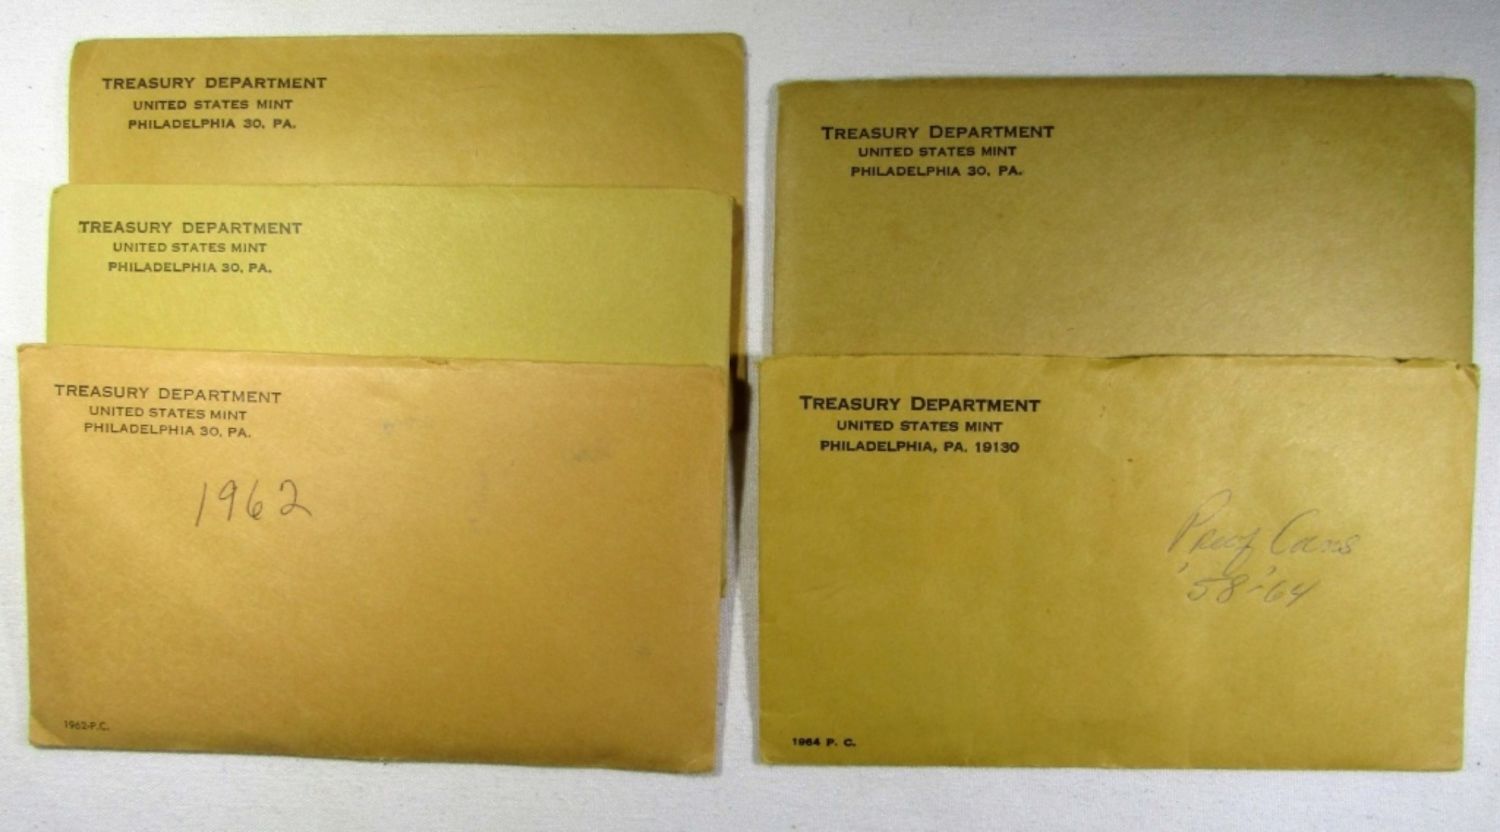 TREASURY DEPARTMENT
UNITED STATES MINT
PHILADELPHIA 30, PA.
TREASURY DEPARTMENT
UNITED STATES MINT
PHILADELPHIA 30, PA.
TREASURY DEPARTMENT
UNITED STATES MINT
PHILADELPHIA 30, PA.
1962
1962-P.C.
TREASURY DEPARTMENT
UNITED STATES MINT
PHILADELPHIA 30, PA.
TREASURY DEPARTMENT
UNITED STATES MINT
PHILADELPHIA, PA. 19130
Proof
'58-'64
1964 P. C.